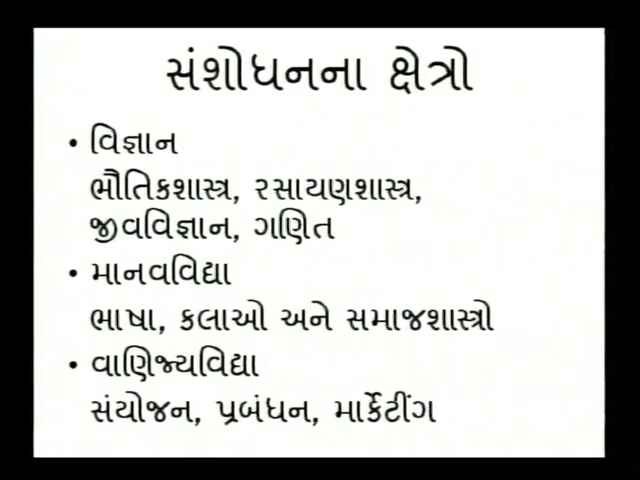 સંશોધનના ક્ષેત્રો
• વિજ્ઞાન
ભૌતિકશાસ્ત્ર, રસાયણશાસ્ત્ર,
જીવવિજ્ઞાન, ગણિત
• માનવવિદ્યા
ભાષા, કલાઓ અને સમાજશાસ્ત્રો
• વાણિજ્યવિદ્યા
સંયોજન, પ્રબંધન, માર્કેટીંગ